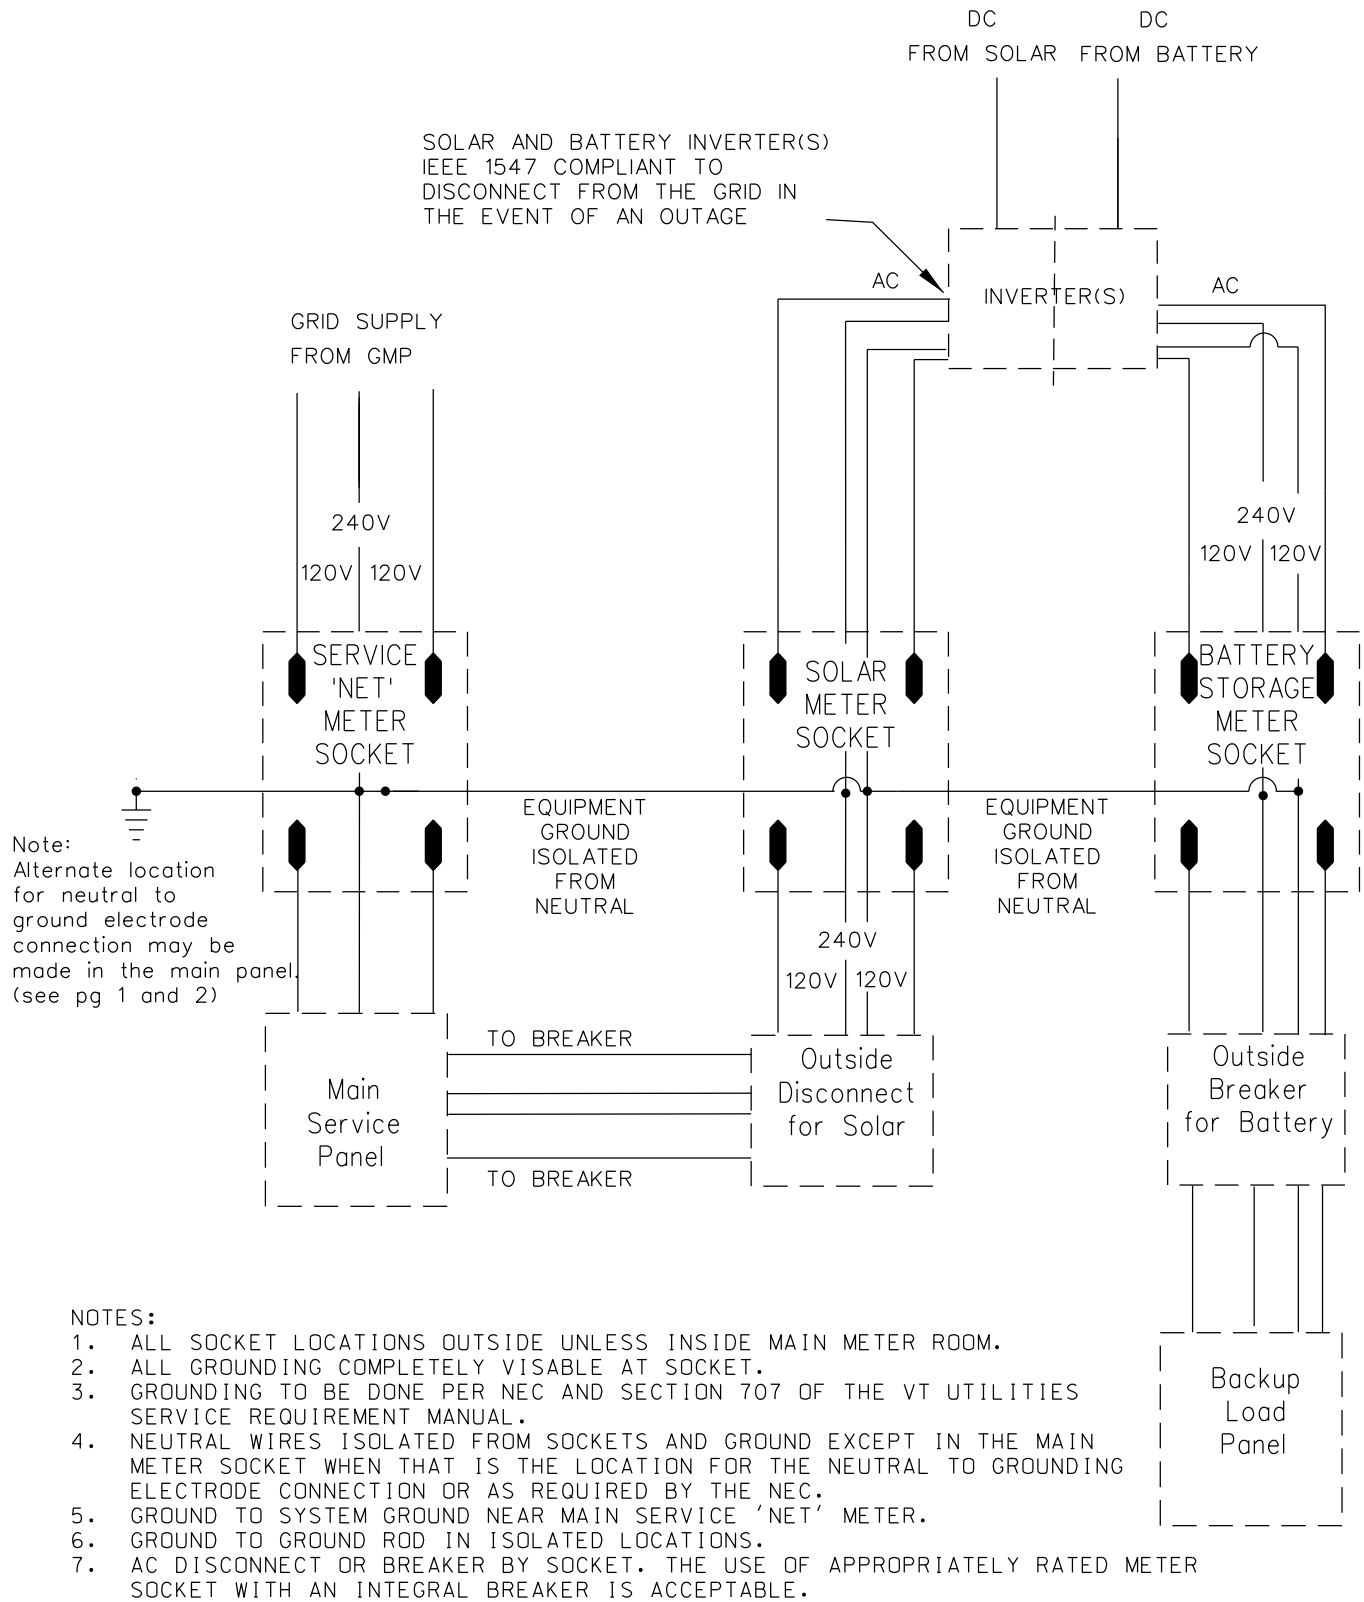 DC
FROM SOLAR
DC
FROM BATTERY
SOLAR AND BATTERY INVERTER(S)
IEEE 1547 COMPLIANT TO
DISCONNECT FROM THE GRID IN
THE EVENT OF AN OUTAGE
AC
INVERTER(S)
AC
GRID SUPPLY
FROM GMP
240V
120V 120V
240V
120V 120V
SERVICE
'NET'
METER
SOCKET
SOLAR
METER
SOCKET
BATTERY
STORAGE
METER
SOCKET
EQUIPMENT
GROUND
ISOLATED
FROM
NEUTRAL
EQUIPMENT
GROUND
ISOLATED
FROM
NEUTRAL
Note:
Alternate location
for neutral to
ground electrode
connection may be
made in the main panel.
(see pg 1 and 2)
240V
120V 120V
TO BREAKER
Main
Service
Panel
TO BREAKER
Outside
Disconnect
for Solar
Outside
Breaker
for Battery
Backup
Load
Panel
NOTES:
1. ALL SOCKET LOCATIONS OUTSIDE UNLESS INSIDE MAIN METER ROOM.
2. ALL GROUNDING COMPLETELY VISABLE AT SOCKET.
3. GROUNDING TO BE DONE PER NEC AND SECTION 707 OF THE VT UTILITIES
SERVICE REQUIREMENT MANUAL.
4. NEUTRAL WIRES ISOLATED FROM SOCKETS AND GROUND EXCEPT IN THE MAIN
METER SOCKET WHEN THAT IS THE LOCATION FOR THE NEUTRAL TO GROUNDING
ELECTRODE CONNECTION OR AS REQUIRED BY THE NEC.
5. GROUND TO SYSTEM GROUND NEAR MAIN SERVICE 'NET' METER.
6. GROUND TO GROUND ROD IN ISOLATED LOCATIONS.
7. AC DISCONNECT OR BREAKER BY SOCKET. THE USE OF APPROPRIATELY RATED METER
SOCKET WITH AN INTEGRAL BREAKER IS ACCEPTABLE.